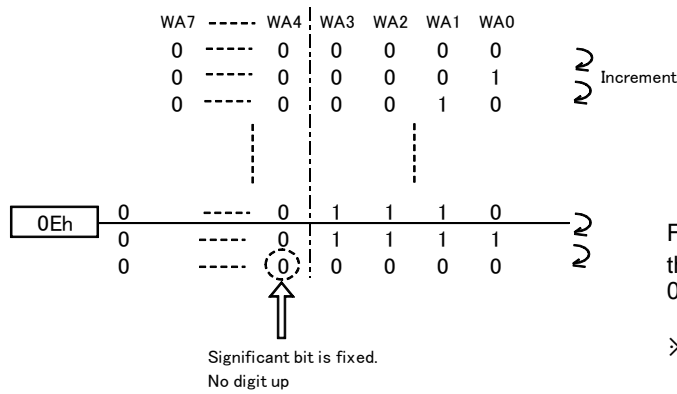 WA7 ----- WA4 WA3 WA2 WA1 WA0
0 ---- 0 0 0 0 0
0 ---- 0 0 0 0 1
0 ---- 0 0 0 1 0
Increment
0Eh
0 ----- 0 1 1 1 0
0 ----- 0 1 1 1 1
0 ----- 0 0 0 0 0
Significant bit is fixed.
No digit up
F
th
0
※